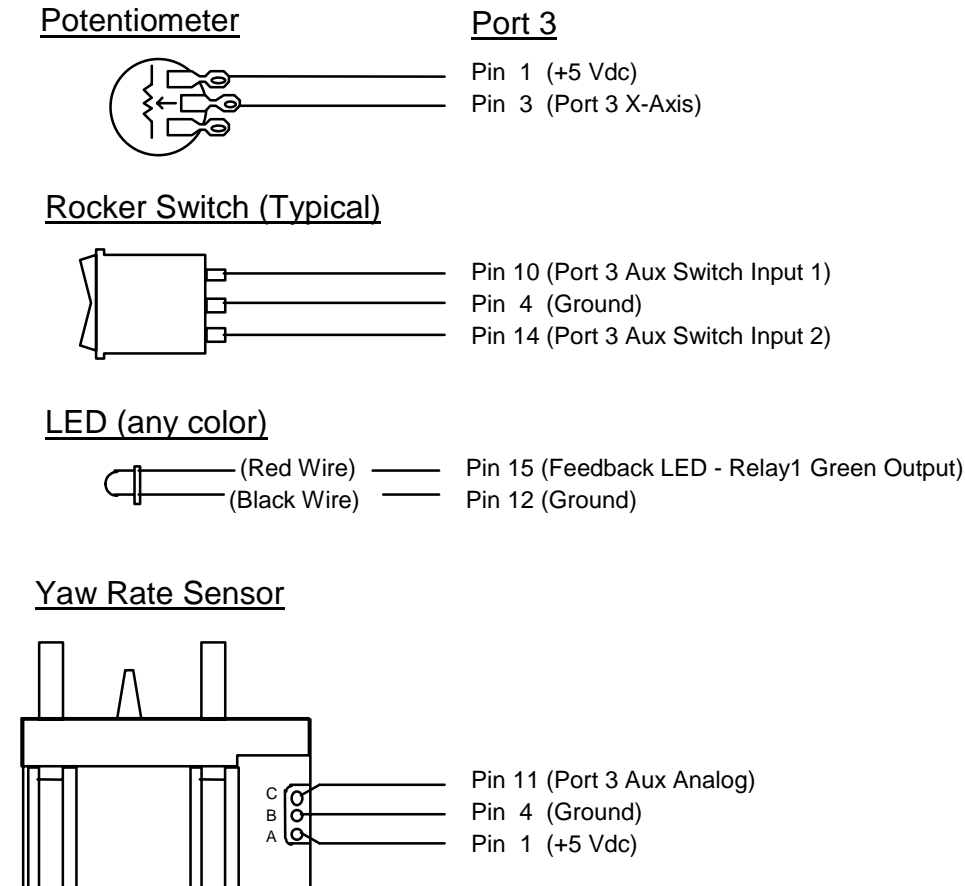 Potentiometer
Port 3
Pin 1 (+5 Vdc)
Pin 3 (Port 3 X-Axis)
Rocker Switch (Typical)
Pin 10 (Port 3 Aux Switch Input 1)
Pin 4 (Ground)
Pin 14 (Port 3 Aux Switch Input 2)
LED (any color)
(Red Wire) Pin 15 (Feedback LED - Relay1 Green Output)
(Black Wire) Pin 12 (Ground)
Yaw Rate Sensor
C Pin 11 (Port 3 Aux Analog)
B Pin 4 (Ground)
A Pin 1 (+5 Vdc)